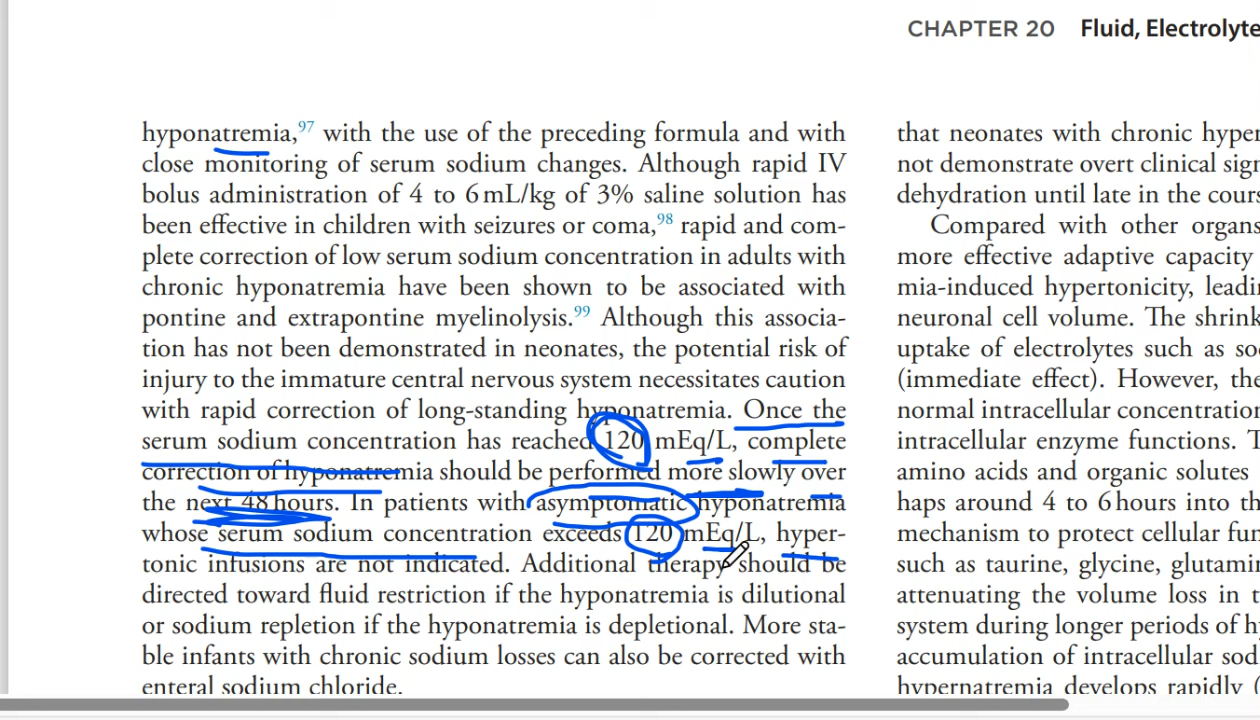 CHAPTER 20 Fluid, Electrolyte
hyponatremia,97 with the use of the preceding formula and with
close monitoring of serum sodium changes. Although rapid IV
bolus administration of 4 to 6 mL/kg of 3% saline solution has
been effective in children with seizures or coma,98 rapid and com-
plete correction of low serum sodium concentration in adults with
chronic hyponatremia have been shown to be associated with
pontine and extrapontine myelinolysis.99 Although this associa-
tion has not been demonstrated in neonates, the potential risk of
injury to the immature central nervous system necessitates caution
with rapid correction of long-standing hyponatremia. Once the
serum sodium concentration has reached 120 mEq/L, complete
correction of hyponatremia should be performed more slowly over
the next 48 hours. In patients with asymptomatic hyponatremia
whose serum sodium concentration exceeds 120 mEq/L, hyper-
tonic infusions are not indicated. Additional therapy should be
directed toward fluid restriction if the hyponatremia is dilutional
or sodium repletion if the hyponatremia is depletional. More sta-
ble infants with chronic sodium losses can also be corrected with
enteral sodium chloride.
that neonates with chronic hyper
not demonstrate overt clinical sig
dehydration until late in the cours
Compared with other organs
more effective adaptive capacity
mia-induced hypertonicity, leadi
neuronal cell volume. The shrink
uptake of electrolytes such as so
(immediate effect). However, the
normal intracellular concentration
intracellular enzyme functions. T
amino acids and organic solutes
haps around 4 to 6 hours into th
mechanism to protect cellular fun
such as taurine, glycine, glutamin
attenuating the volume loss in t
system during longer periods of h
accumulation of intracellular sod
hypernatremia develops rapidly (